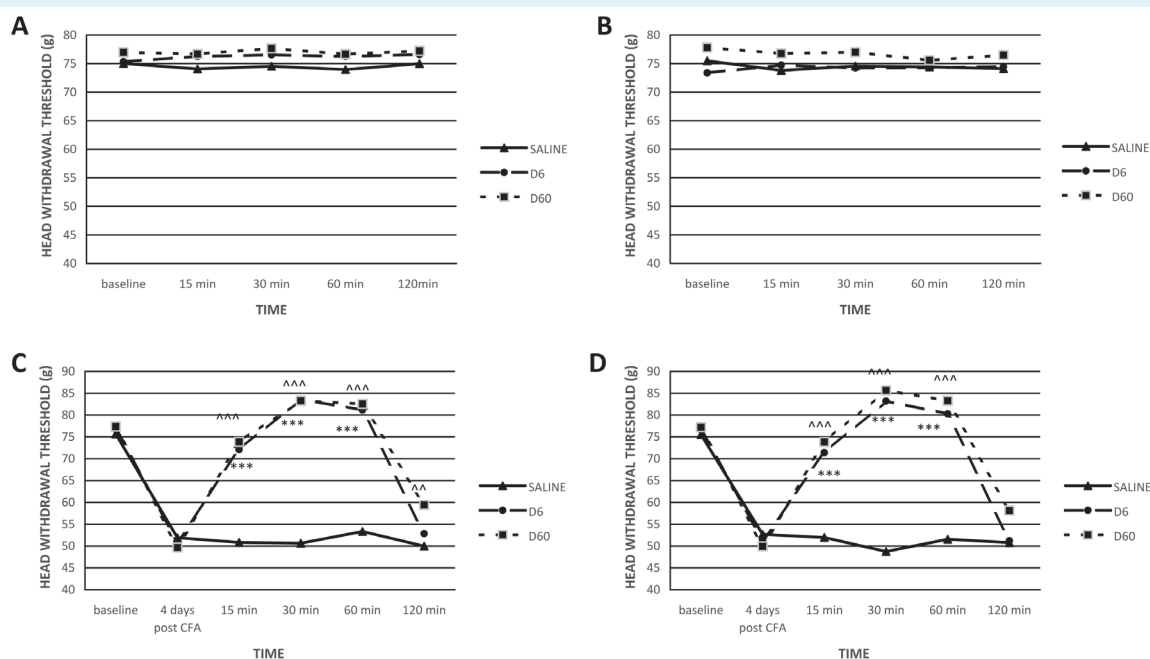 A
HEAD WITHDRAWAL THRESHOLD (g)
80
75
70
65
60
55
50
45
40
baseline 15 min 30 min 60 min 120min
TIME
SALINE
D6
D60
B
HEAD WITHDRAWAL THRESHOLD (g)
80
75
70
65
60
55
50
45
40
baseline 15 min 30 min 60 min 120 min
TIME
SALINE
D6
D60
C
HEAD WITHDRAWAL THRESHOLD (g)
90
85
80
75
70
65
60
55
50
45
40
^^^ ^^^ ^^^ ^^
*** *** ***
baseline 4 days 15 min 30 min 60 min 120 min
post CFA
TIME
SALINE
D6
D60
D
HEAD WITHDRAWAL THRESHOLD (g)
90
85
80
75
70
65
60
55
50
45
40
^^^ ^^^ ^^^
*** *** ***
baseline 4 days 15 min 30 min 60 min 120 min
post CFA
TIME
SALINE
D6
D60